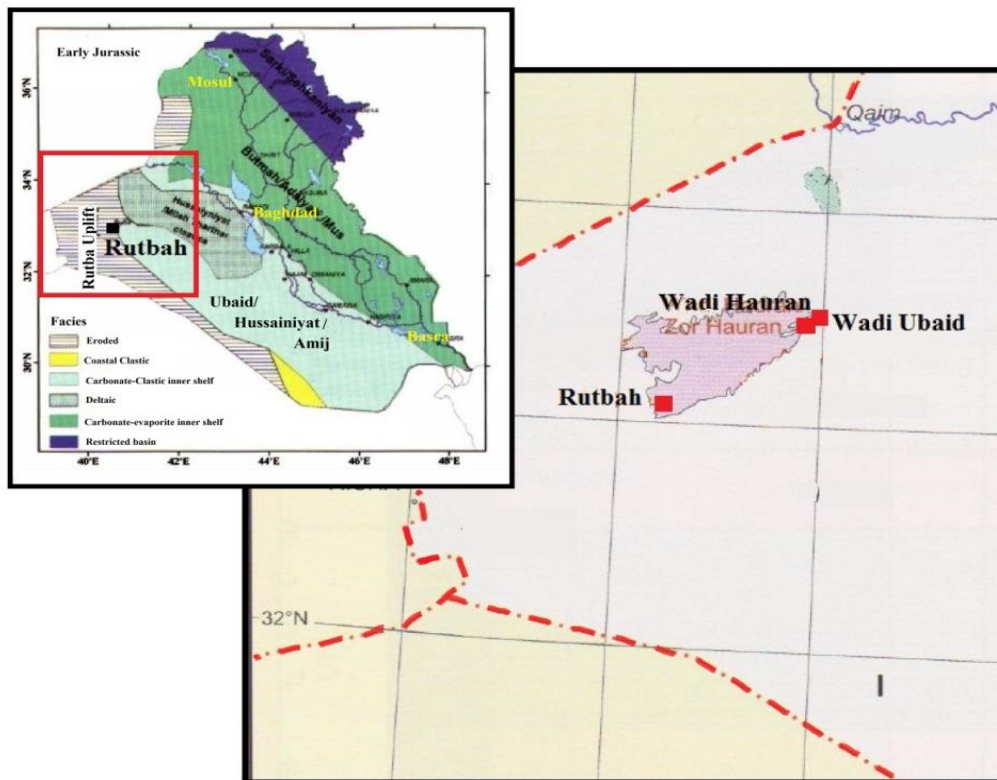 Early Jurassic
36°N
34°N
32°N
30°N
Mosul
Sarki/Sehkaniyan
Butmah/Adaiyah/Mus
Baghdad
Rutba Uplift
Rutbah
Ubaid/
Hussainiyat/
Amij
Basra
Facies
Eroded
Coastal Clastic
Carbonate-Clastic inner shelf
Deltaic
Carbonate-evaporite inner shelf
Restricted basin
40°E
42°E
44°E
46°E
48°E
Qaim
Wadi Hauran
Zor Hauran
Wadi Ubaid
Rutbah
32°N
I